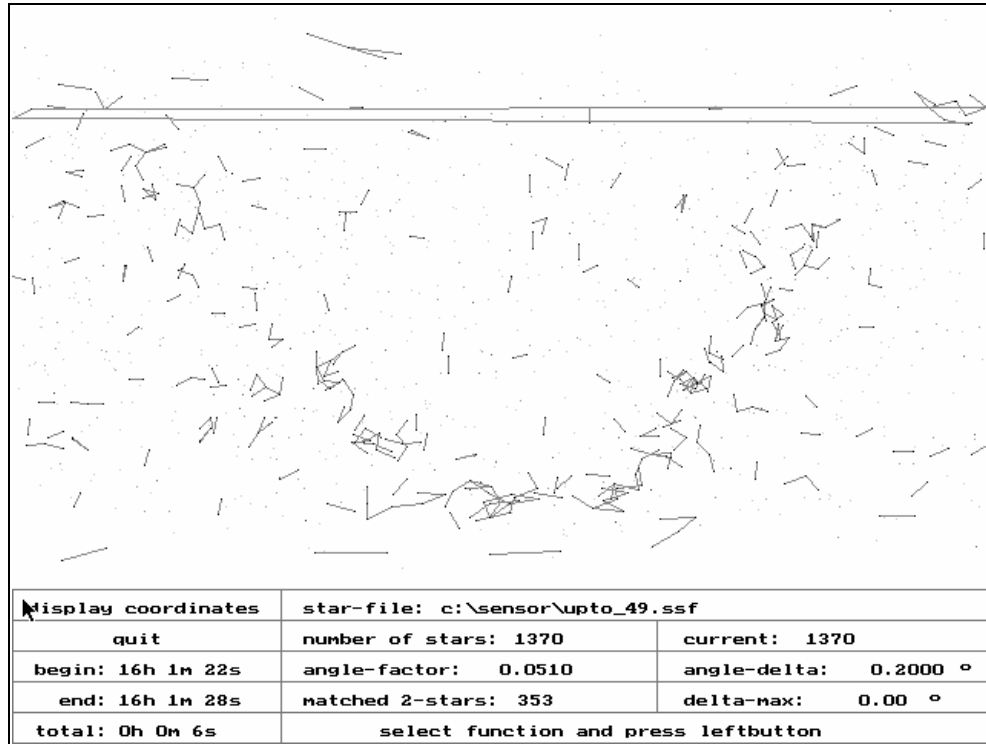 display coordinates star-file: c:\sensor\upto_49.ssf
quit number of stars: 1370 current: 1370
begin: 16h 1m 22s angle-factor: 0.0510 angle-delta: 0.2000 º
end: 16h 1m 28s matched 2-stars: 353 delta-max: 0.00 º
total: 0h 0m 6s select function and press leftbutton